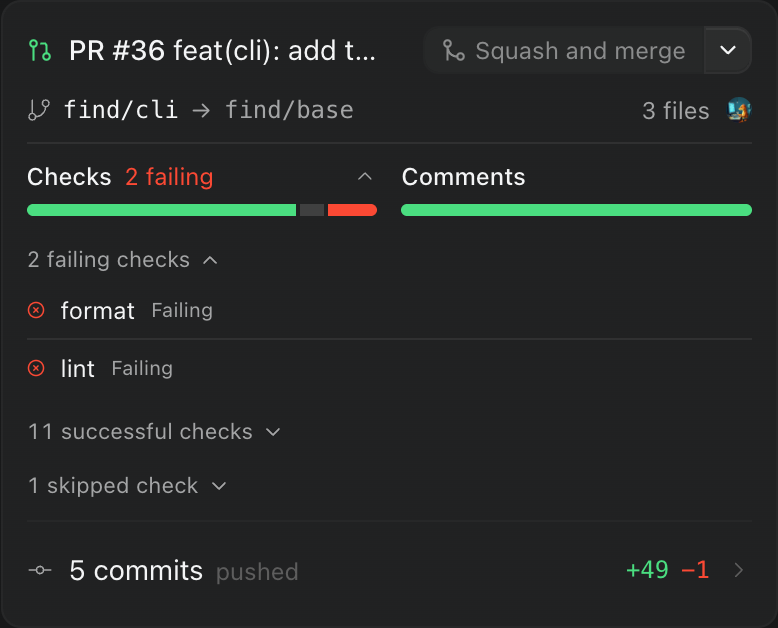 PR #36 feat(cli): add t... Squash and merge
find/cli → find/base 3 files
Checks 2 failing Comments
2 failing checks
format Failing
lint Failing
11 successful checks
1 skipped check
5 commits pushed +49 −1